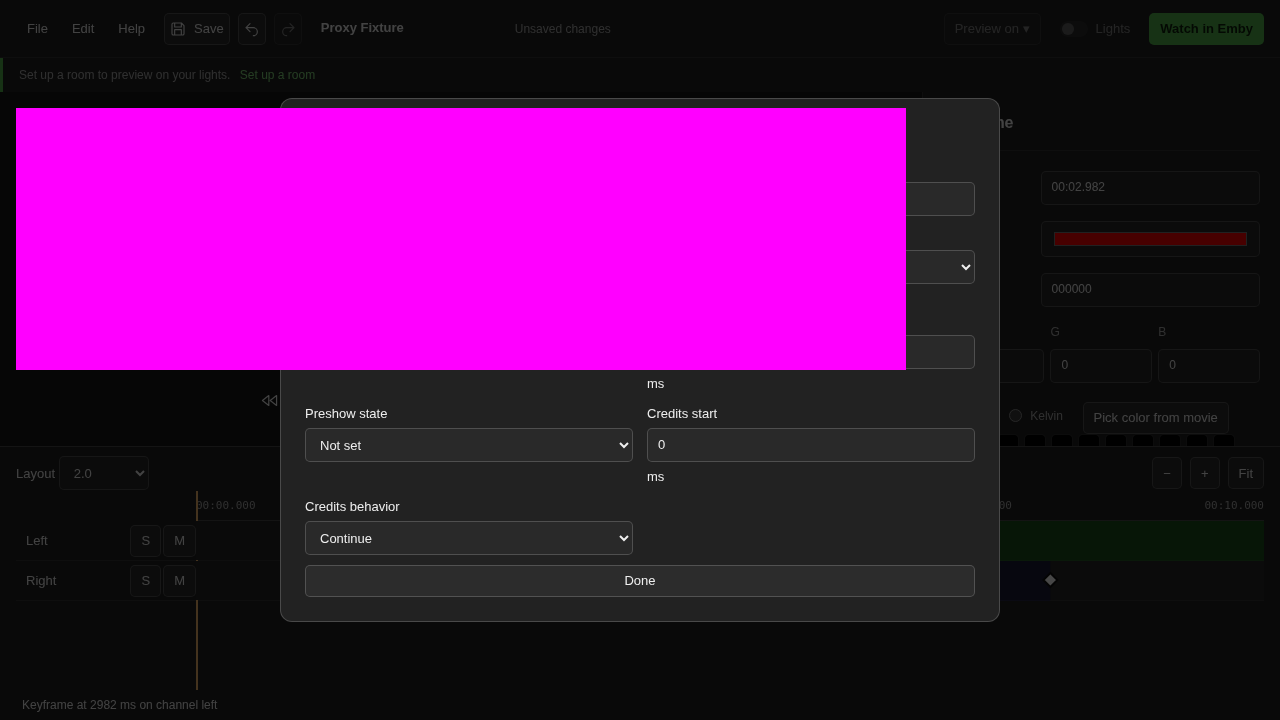 File Edit Help Save Proxy Fixture Unsaved changes Preview on ▾ Lights Watch in Emby
Set up a room to preview on your lights. Set up a room
00:02.982
000000
G B
0 0
ms
Kelvin Pick color from movie
Preshow state Credits start
Not set 0
ms
Layout 2.0 − + Fit
00:00.000 00:10.000
Credits behavior
Left S M Continue
Right S M Done
Keyframe at 2982 ms on channel left